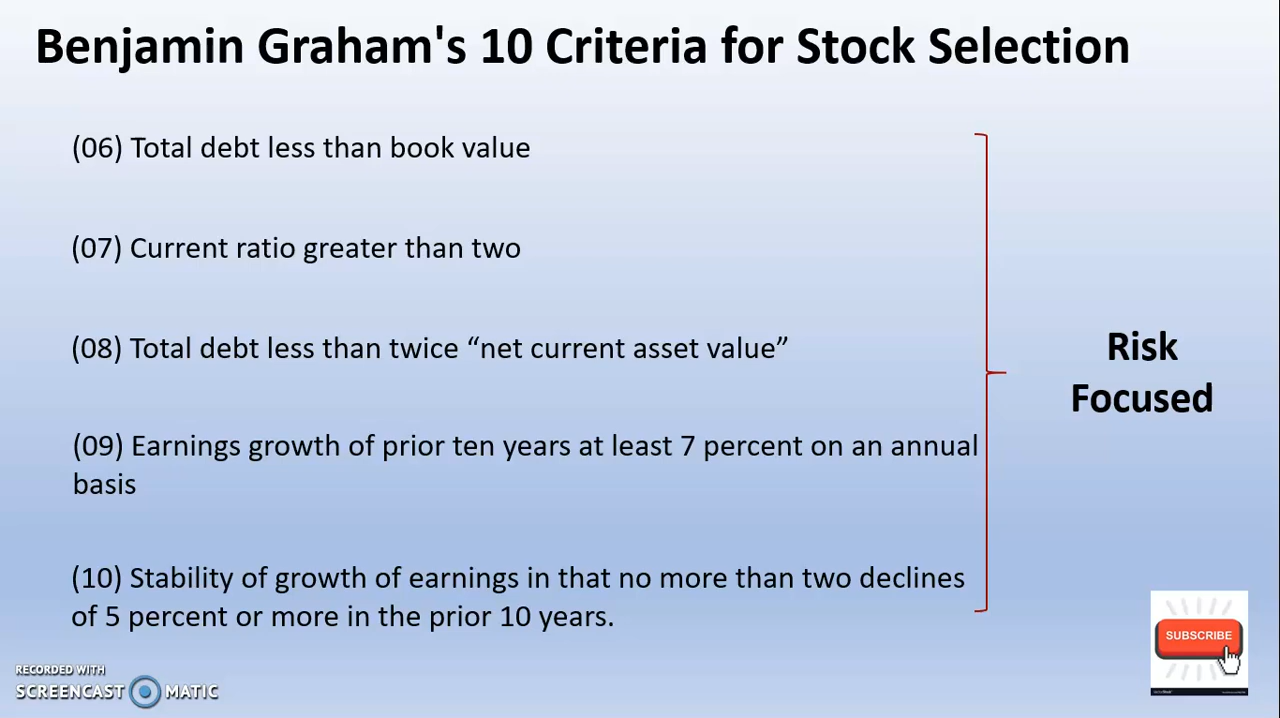 Benjamin Graham's 10 Criteria for Stock Selection
(06) Total debt less than book value
(07) Current ratio greater than two
(08) Total debt less than twice “net current asset value”
(09) Earnings growth of prior ten years at least 7 percent on an annual
basis
(10) Stability of growth of earnings in that no more than two declines
of 5 percent or more in the prior 10 years.
Risk
Focused
SUBSCRIBE
RECORDED WITH
SCREENCAST MATIC